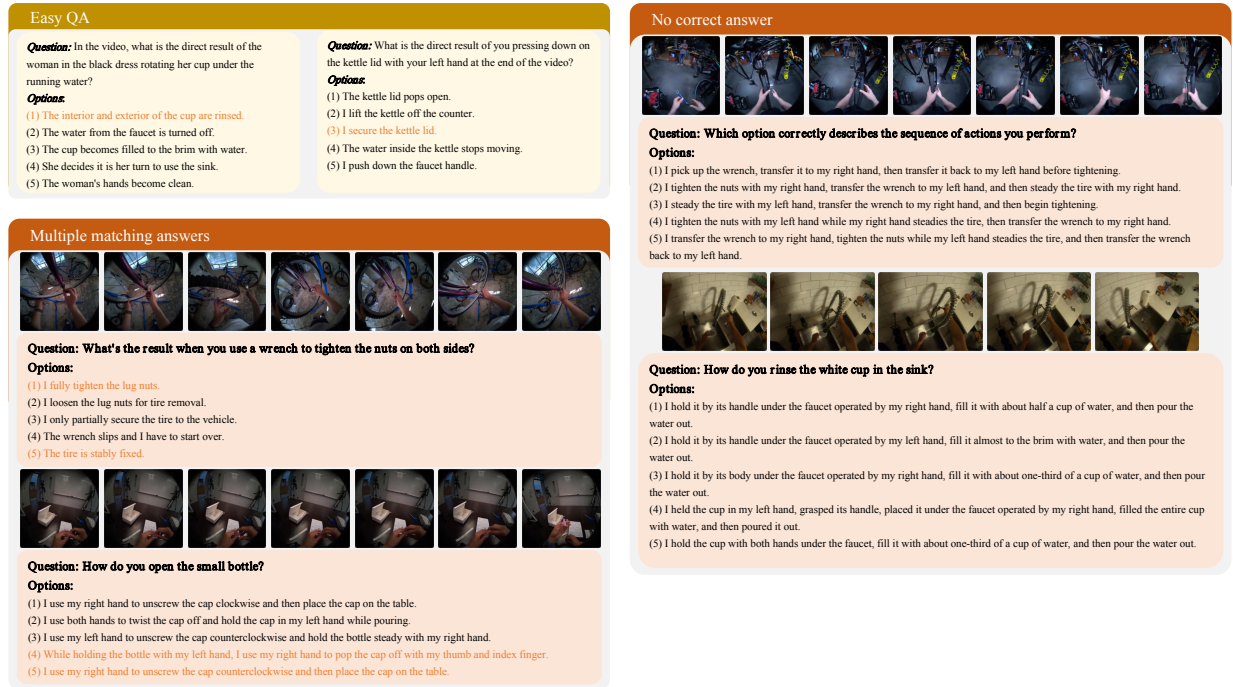 Easy QA
Question: In the video, what is the direct result of the
woman in the black dress rotating her cup under the
running water?
Options:
(1) The interior and exterior of the cup are rinsed.
(2) The water from the faucet is turned off.
(3) The cup becomes filled to the brim with water.
(4) She decides it is her turn to use the sink.
(5) The woman's hands become clean.
Question: What is the direct result of you pressing down on
the kettle lid with your left hand at the end of the video?
Options:
(1) The kettle lid pops open.
(2) I lift the kettle off the counter.
(3) I secure the kettle lid.
(4) The water inside the kettle stops moving.
(5) I push down the faucet handle.
Multiple matching answers
Question: What's the result when you use a wrench to tighten the nuts on both sides?
Options:
(1) I fully tighten the lug nuts.
(2) I loosen the lug nuts for tire removal.
(3) I only partially secure the tire to the vehicle.
(4) The wrench slips and I have to start over.
(5) The tire is stably fixed.
Question: How do you open the small bottle?
Options:
(1) I use my right hand to unscrew the cap clockwise and then place the cap on the table.
(2) I use both hands to twist the cap off and hold the cap in my left hand while pouring.
(3) I use my left hand to unscrew the cap counterclockwise and hold the bottle steady with my right hand.
(4) While holding the bottle with my left hand, I use my right hand to pop the cap off with my thumb and index finger.
(5) I use my right hand to unscrew the cap counterclockwise and then place the cap on the table.
No correct answer
Question: Which option correctly describes the sequence of actions you perform?
Options:
(1) I pick up the wrench, transfer it to my right hand, then transfer it back to my left hand before tightening.
(2) I tighten the nuts with my right hand, transfer the wrench to my left hand, and then steady the tire with my right hand.
(3) I steady the tire with my left hand, transfer the wrench to my right hand, and then begin tightening.
(4) I tighten the nuts with my left hand while my right hand steadies the tire, then transfer the wrench to my right hand.
(5) I transfer the wrench to my right hand, tighten the nuts while my left hand steadies the tire, and then transfer the wrench
back to my left hand.
Question: How do you rinse the white cup in the sink?
Options:
(1) I hold it by its handle under the faucet operated by my right hand, fill it with about half a cup of water, and then pour the
water out.
(2) I hold it by its handle under the faucet operated by my left hand, fill it almost to the brim with water, and then pour the
water out.
(3) I hold it by its body under the faucet operated by my right hand, fill it with about one-third of a cup of water, and then pour
the water out.
(4) I held the cup in my left hand, grasped its handle, placed it under the faucet operated by my right hand, filled the entire cup
with water, and then poured it out.
(5) I hold the cup with both hands under the faucet, fill it with about one-third of a cup of water, and then pour the water out.